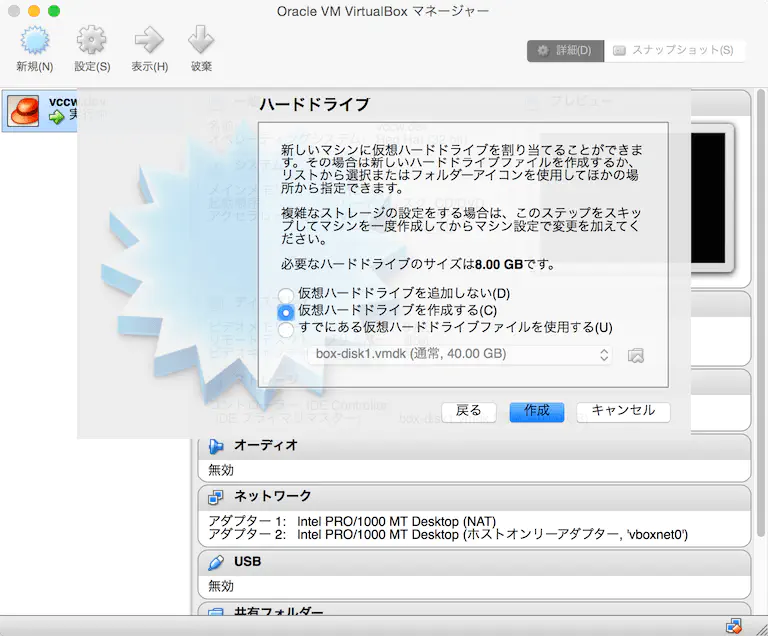 Oracle VM VirtualBox マネージャー
新規(N)
設定(S)
表示(H)
破棄
詳細(D)
スナップショット(S)
vccw.dev
プレビュー
ハードドライブ
新しいマシンに仮想ハードドライブを割り当てることができま
す。その場合は新しいハードドライブファイルを作成するか、
リストから選択またはフォルダーアイコンを使用してほかの場
所から指定できます。
複雑なストレージの設定をする場合は、このステップをスキッ
プしてマシンを一度作成してからマシン設定で変更を加えてく
ださい。
必要なハードドライブのサイズは8.00 GBです。
仮想ハードドライブを追加しない(D)
仮想ハードドライブを作成する(C)
すでにある仮想ハードドライブファイルを使用する(U)
box-disk1.vmdk (通常, 40.00 GB)
ストレージ
コントローラー: IDE Controller
戻る
作成
キャンセル
オーディオ
無効
ネットワーク
アダプター 1: Intel PRO/1000 MT Desktop (NAT)
アダプター 2: Intel PRO/1000 MT Desktop (ホストオンリーアダプター, 'vboxnet0')
USB
無効
共有フォルダー